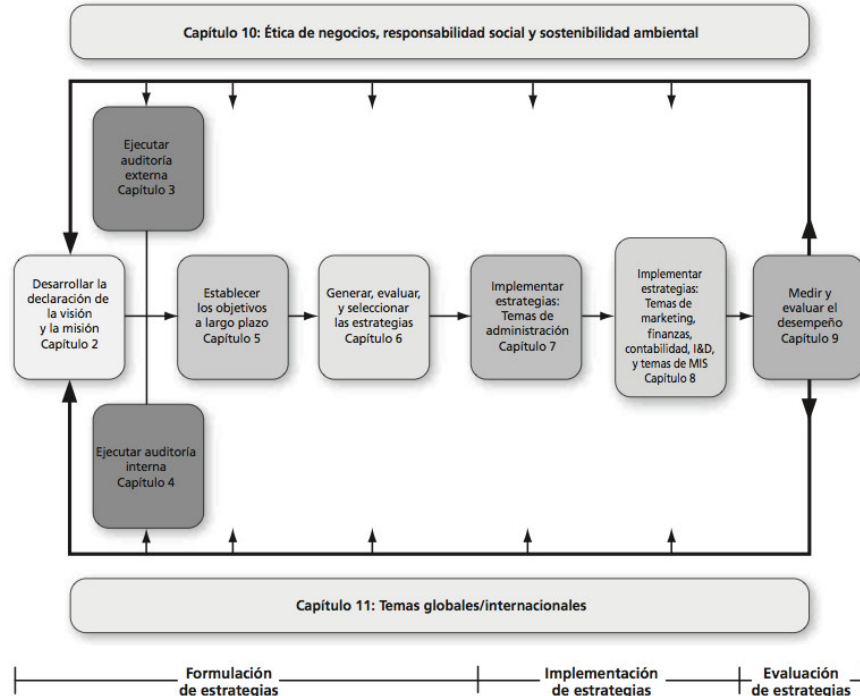 Capítulo 10: Ética de negocios, responsabilidad social y sostenibilidad ambiental
Ejecutar
auditoría
externa
Capítulo 3
Desarrollar la
declaración de
la visión
y la misión
Capítulo 2
Establecer
los objetivos
a largo plazo
Capítulo 5
Generar, evaluar,
y seleccionar
las estrategias
Capítulo 6
Implementar
estrategias:
Temas de
administración
Capítulo 7
Implementar
estrategias:
Temas de
marketing,
finanzas,
contabilidad, I&D,
y temas de MIS
Capítulo 8
Medir y
evaluar el
desempeño
Capítulo 9
Ejecutar auditoría
interna
Capítulo 4
Capítulo 11: Temas globales/internacionales
Formulación
de estrategias
Implementación
de estrategias
Evaluación
de estrategias